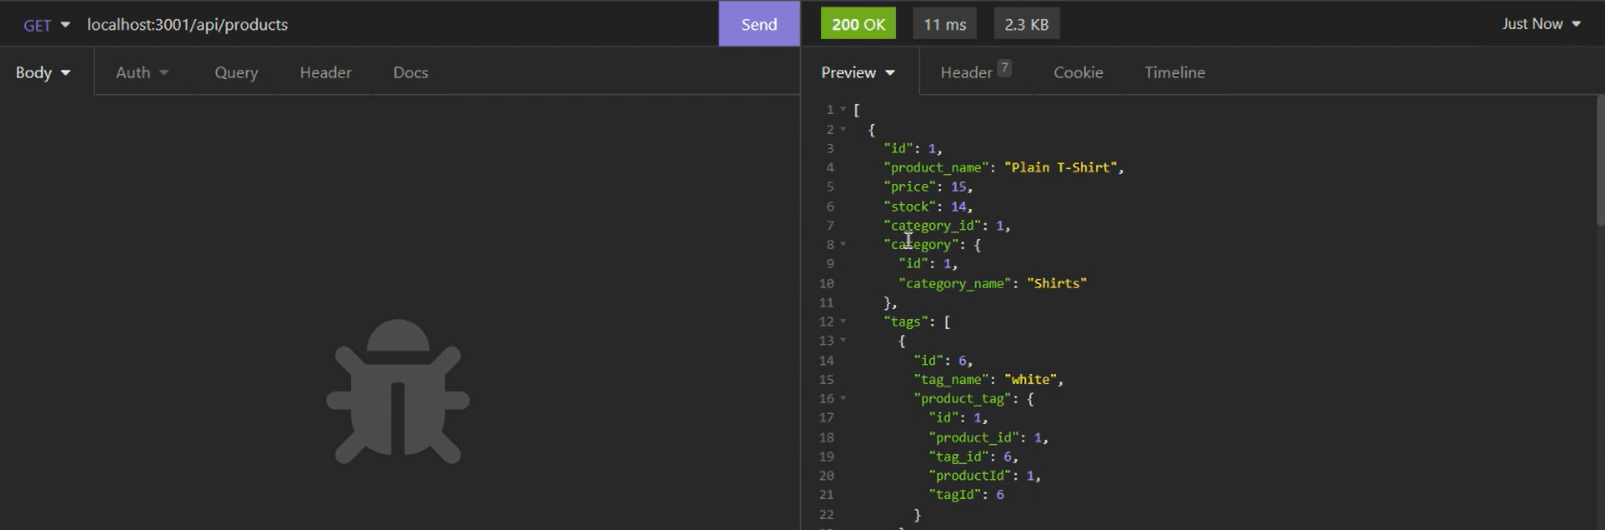 GET localhost:3001/api/products Send
200 OK 11 ms 2.3 KB Just Now
Body Auth Query Header Docs
Preview Header 7 Cookie Timeline
1 [
2 {
3 "id": 1,
4 "product_name": "Plain T-Shirt",
5 "price": 15,
6 "stock": 14,
7 "category_id": 1,
8 "category": {
9 "id": 1,
10 "category_name": "Shirts"
11 },
12 "tags": [
13 {
14 "id": 6,
15 "tag_name": "white",
16 "product_tag": {
17 "id": 1,
18 "product_id": 1,
19 "tag_id": 6,
20 "productId": 1,
21 "tagId": 6
22 }